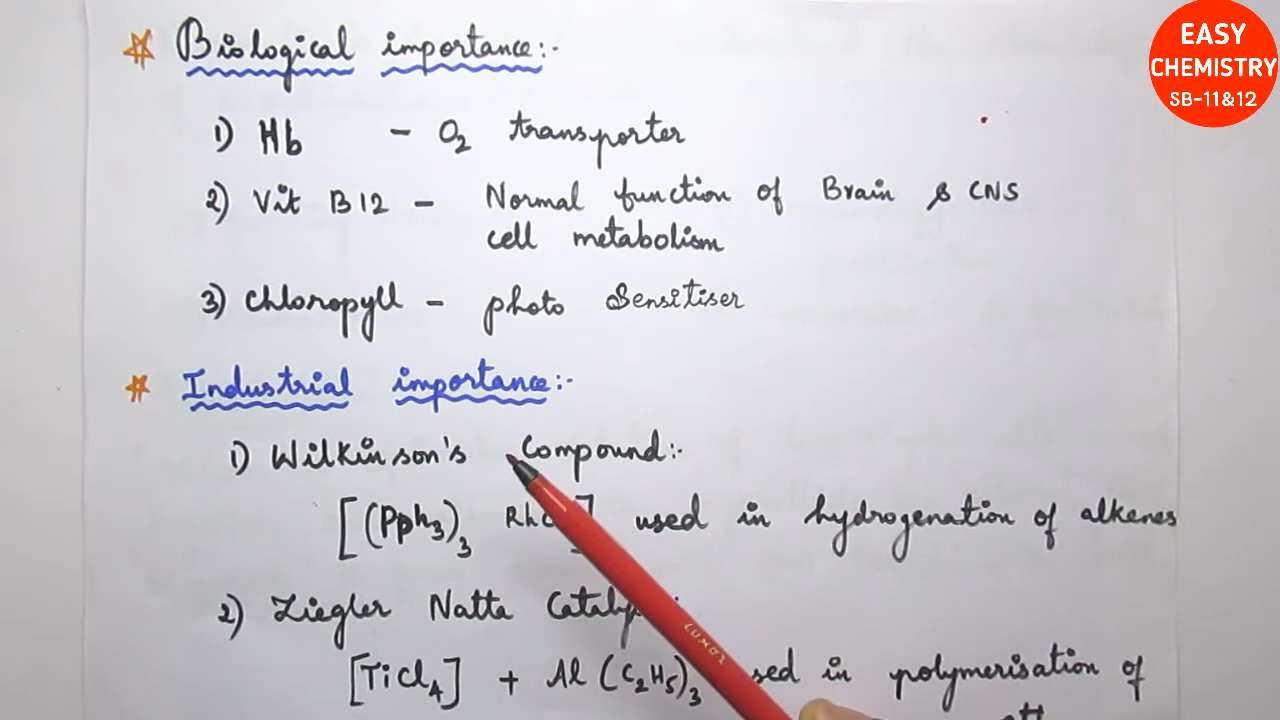 Biological importance:-
1) Hb - O2 transporter
2) Vit B12 - Normal function of Brain & CNS
cell metabolism
3) Chloropyll - photo Sensitiser
Industrial importance:-
1) Wilkinson's Compound:-
[(PPh3)3 Rh ] used in hydrogenation of alkenes
2) Ziegler Natta
[TiCl4] + Al (C2H5)3 in polymerisation of
EASY
CHEMISTRY
SB-11&12
LUXOR